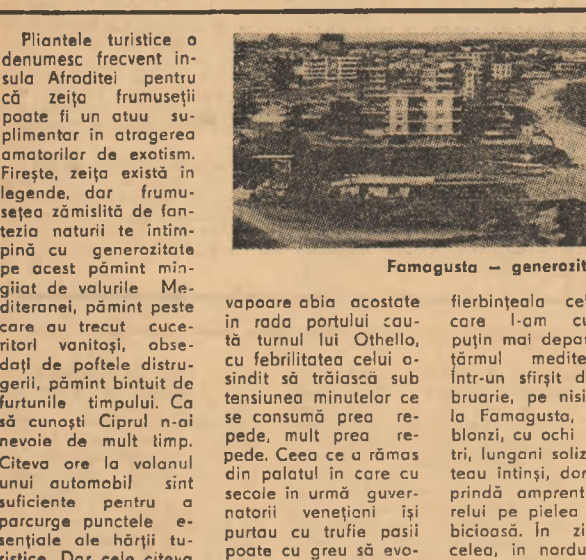 Pliantele turistice o
denumesc frecvent in-
sula Afroditei pentru
că zeița frumuseții
poate fi un atuu su-
plimentar în atragerea
amatorilor de exotism.
Firește, zeița există în
legende, dar frumu-
sețea zămislită de fan-
tezia naturii te întîm-
pină cu generozitate
pe acest pămînt mîn-
gîiat de valurile Me-
diteranei, pămînt peste
care au trecut cuce-
ritori vanitoși, obse-
dați de poftele distru-
gerii, pămînt bîntuit de
furtunile timpului. Ca
să cunoști Ciprul n-ai
nevoie de mult timp.
Cîteva ore la volanul
unui automobil sînt
suficiente pentru a
parcurge punctele e-
sențiale ale hărții tu-
ristice. Dar cele cîteva
Famagusta — generozit
vapoare abia acostate
în rada portului cau-
tă turnul lui Othello,
cu febrilitatea celui o-
sîndit să trăiască sub
tensiunea minutelor ce
se consumă prea re-
pede, mult prea re-
pede. Ceea ce a rămas
din palatul în care cu
secole în urmă guver-
natorii venețieni își
purtau cu trufie pașii
poate cu greu să evo-
fierbințeala cel
care l-am cu
puțin mai depar
țărmul medite
Într-un sfîrșit d
bruarie, pe nisi
la Famagusta,
blonzi, cu ochi
tri, lungani soliz
teau întinși, dor
prindă amprent
relui pe pielea
bicioasă. În zi
celea, în nordu